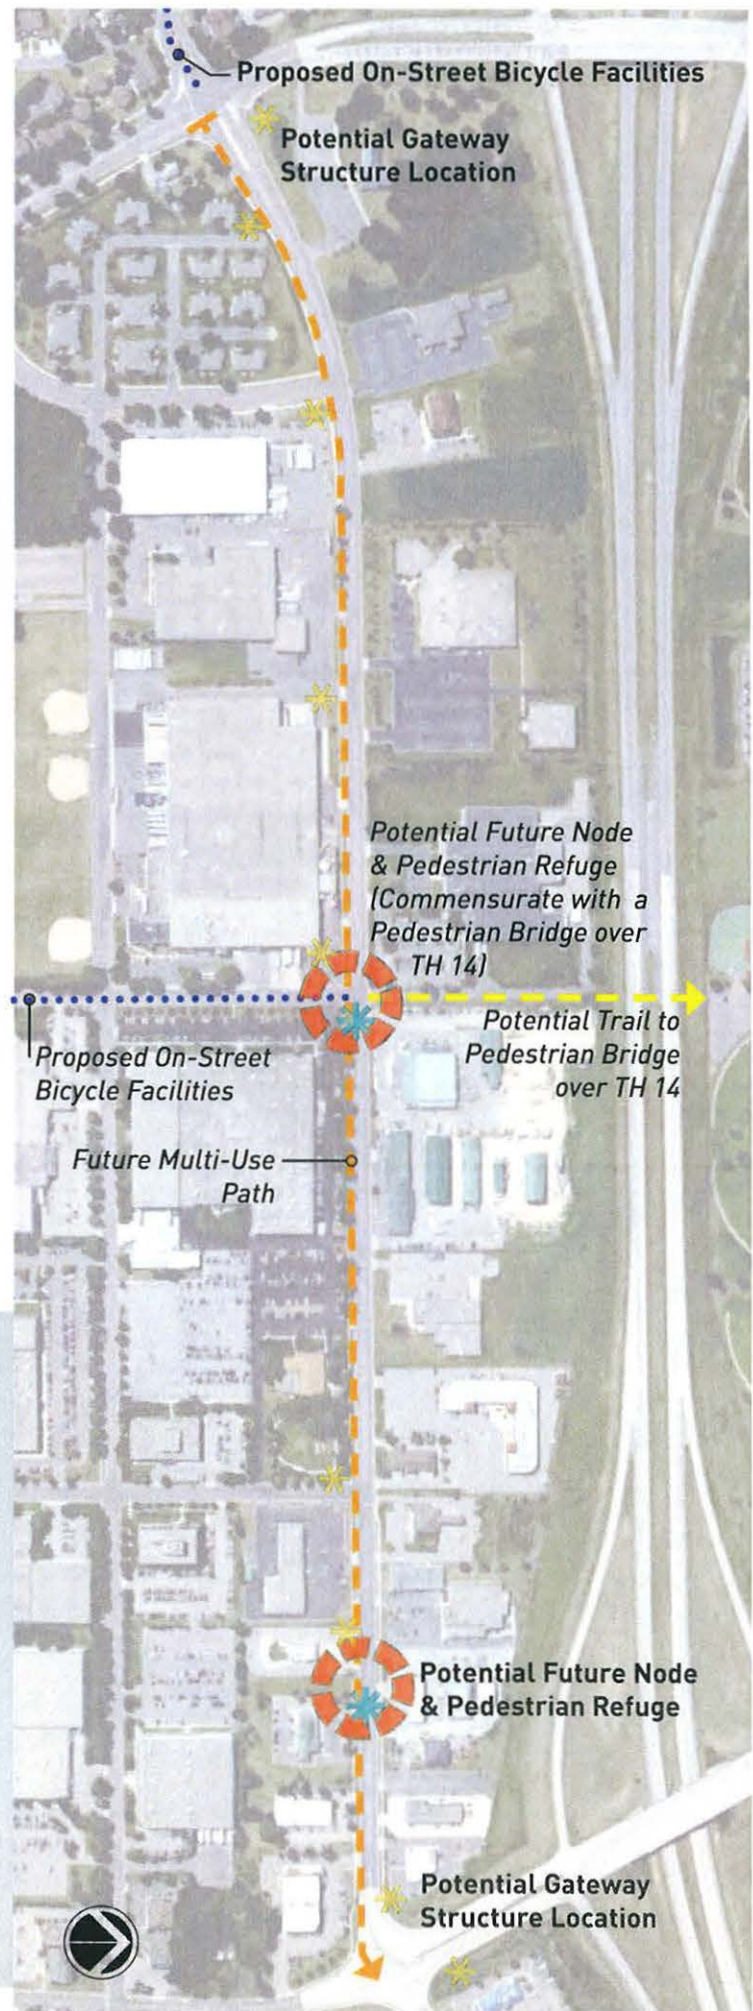 Proposed On-Street Bicycle Facilities
Potential Gateway
Structure Location
Potential Future Node
& Pedestrian Refuge
(Commensurate with a
Pedestrian Bridge over
TH 14)
Potential Trail to
Pedestrian Bridge
over TH 14
Proposed On-Street
Bicycle Facilities
Future Multi-Use
Path
Potential Future Node
& Pedestrian Refuge
Potential Gateway
Structure Location